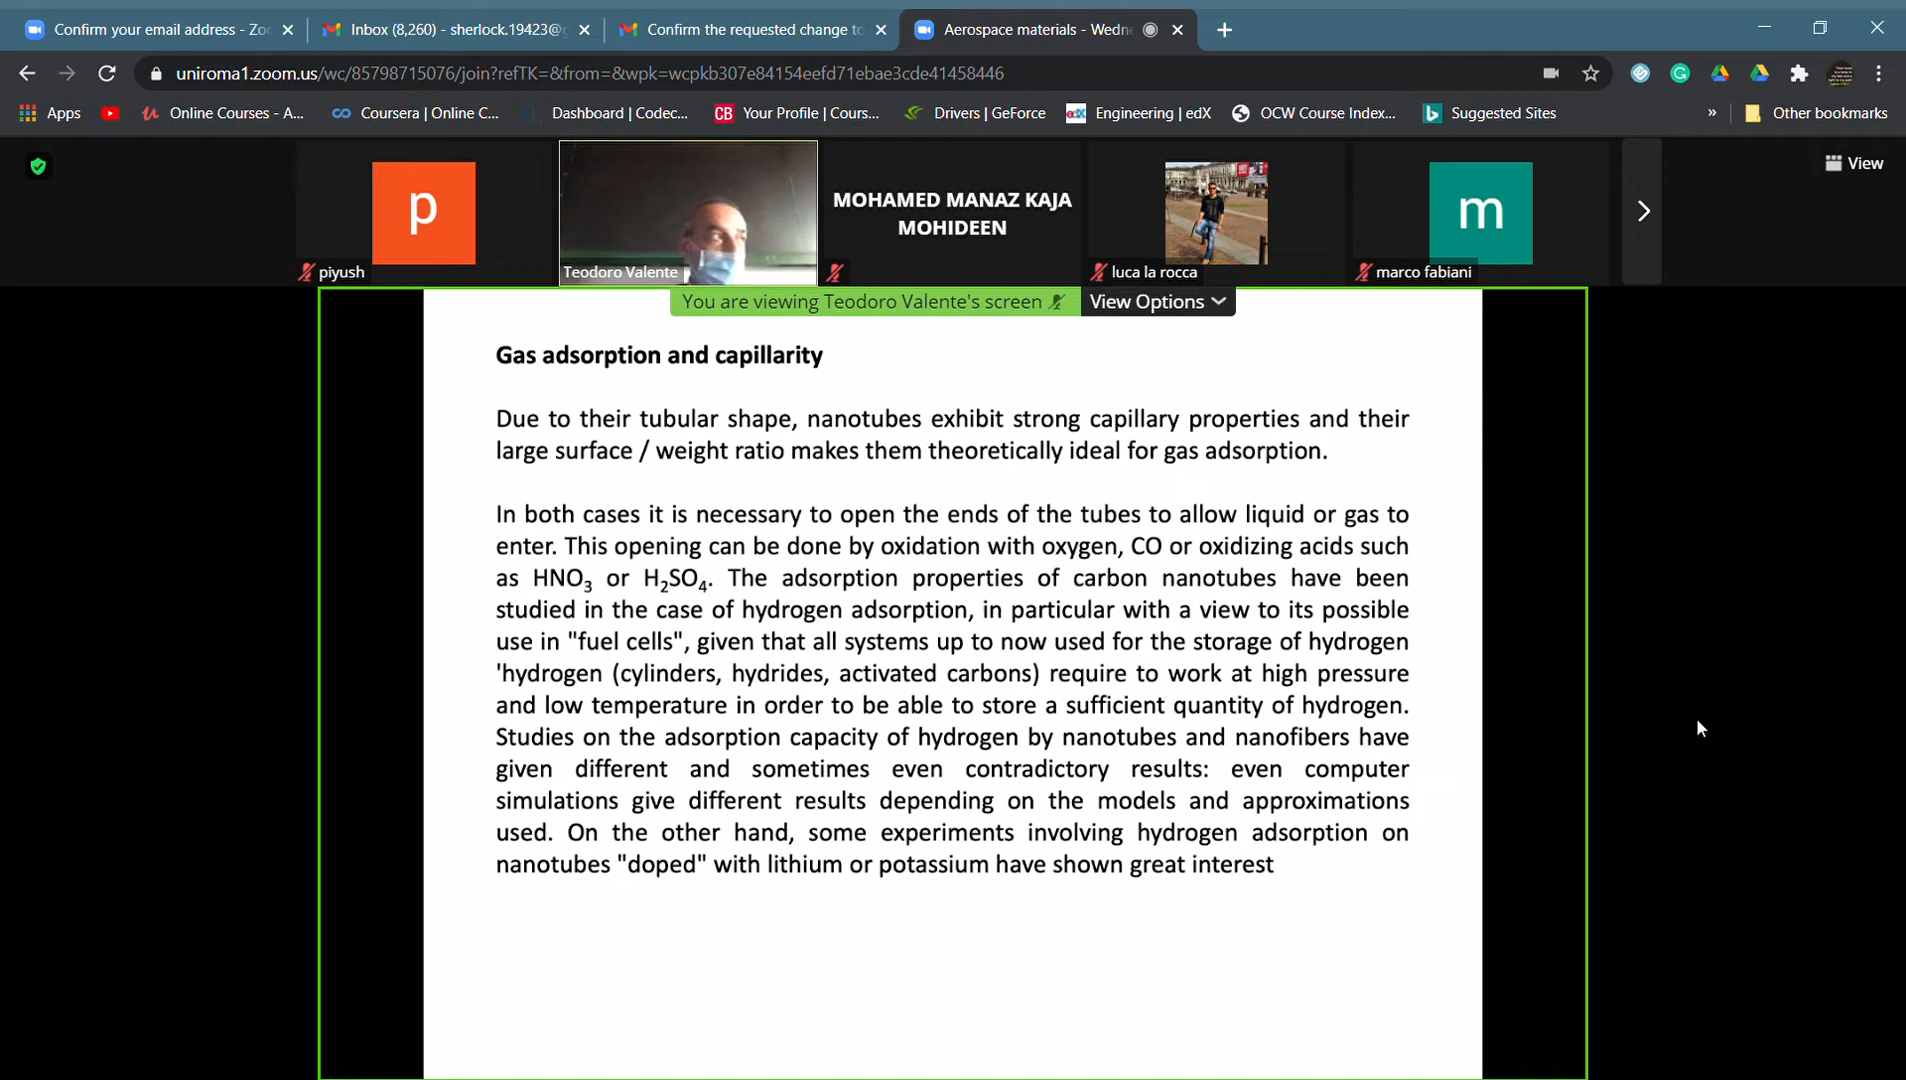 Confirm your email address - Zo
Inbox (8,260) - sherlock.19423@
Confirm the requested change to
Aerospace materials - Wedn
uniroma1.zoom.us/wc/85798715076/join?refTK=&from=&wpk=wcpkb307e84154eefd71ebae3cde41458446
Apps
Online Courses - A...
Coursera | Online C...
Dashboard | Codec...
CB
Your Profile | Cours...
Drivers | GeForce
edX
Engineering | edX
OCW Course Index...
Suggested Sites
»
Other bookmarks
View
p
piyush
Teodoro Valente
MOHAMED MANAZ KAJA
MOHIDEEN
luca la rocca
m
marco fabiani
You are viewing Teodoro Valente's screen
View Options
Gas adsorption and capillarity
Due to their tubular shape, nanotubes exhibit strong capillary properties and their
large surface / weight ratio makes them theoretically ideal for gas adsorption.
In both cases it is necessary to open the ends of the tubes to allow liquid or gas to
enter. This opening can be done by oxidation with oxygen, CO or oxidizing acids such
as HNO₃ or H₂SO₄. The adsorption properties of carbon nanotubes have been
studied in the case of hydrogen adsorption, in particular with a view to its possible
use in "fuel cells", given that all systems up to now used for the storage of hydrogen
'hydrogen (cylinders, hydrides, activated carbons) require to work at high pressure
and low temperature in order to be able to store a sufficient quantity of hydrogen.
Studies on the adsorption capacity of hydrogen by nanotubes and nanofibers have
given different and sometimes even contradictory results: even computer
simulations give different results depending on the models and approximations
used. On the other hand, some experiments involving hydrogen adsorption on
nanotubes "doped" with lithium or potassium have shown great interest